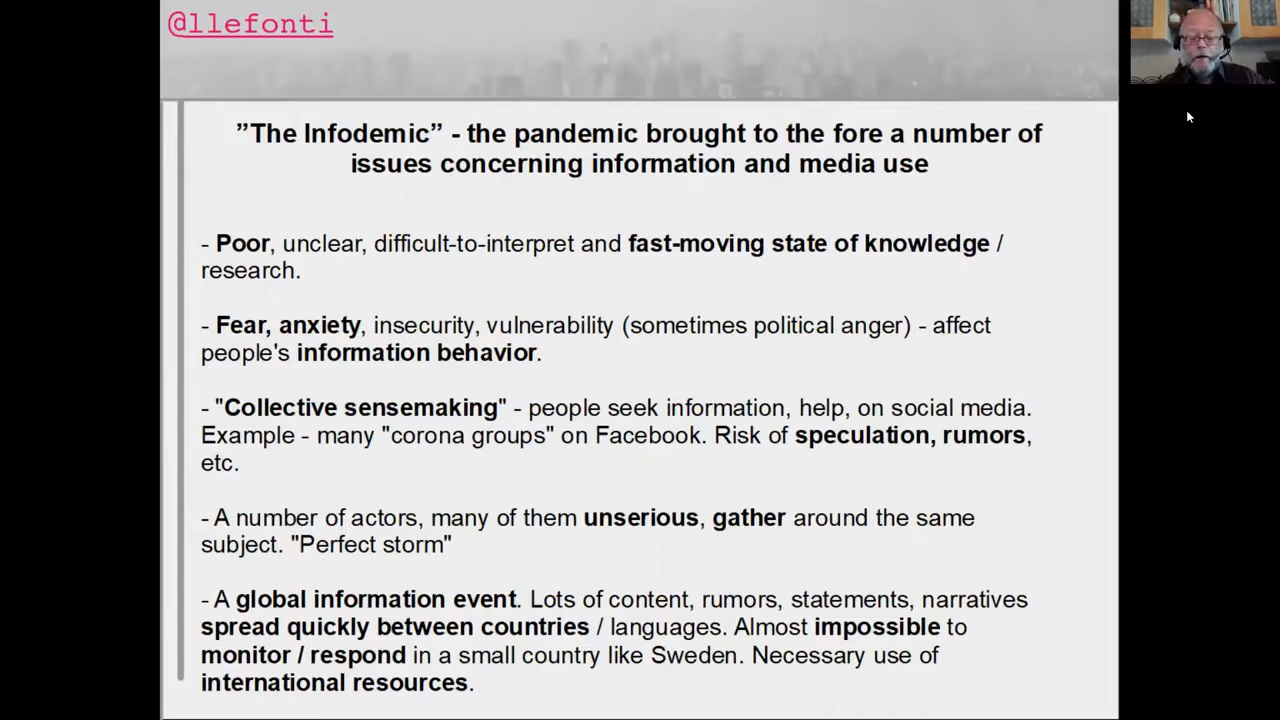 @llefonti
”The Infodemic” - the pandemic brought to the fore a number of
issues concerning information and media use
- Poor, unclear, difficult-to-interpret and fast-moving state of knowledge /
research.
- Fear, anxiety, insecurity, vulnerability (sometimes political anger) - affect
people's information behavior.
- "Collective sensemaking" - people seek information, help, on social media.
Example - many "corona groups" on Facebook. Risk of speculation, rumors,
etc.
- A number of actors, many of them unserious, gather around the same
subject. "Perfect storm"
- A global information event. Lots of content, rumors, statements, narratives
spread quickly between countries / languages. Almost impossible to
monitor / respond in a small country like Sweden. Necessary use of
international resources.